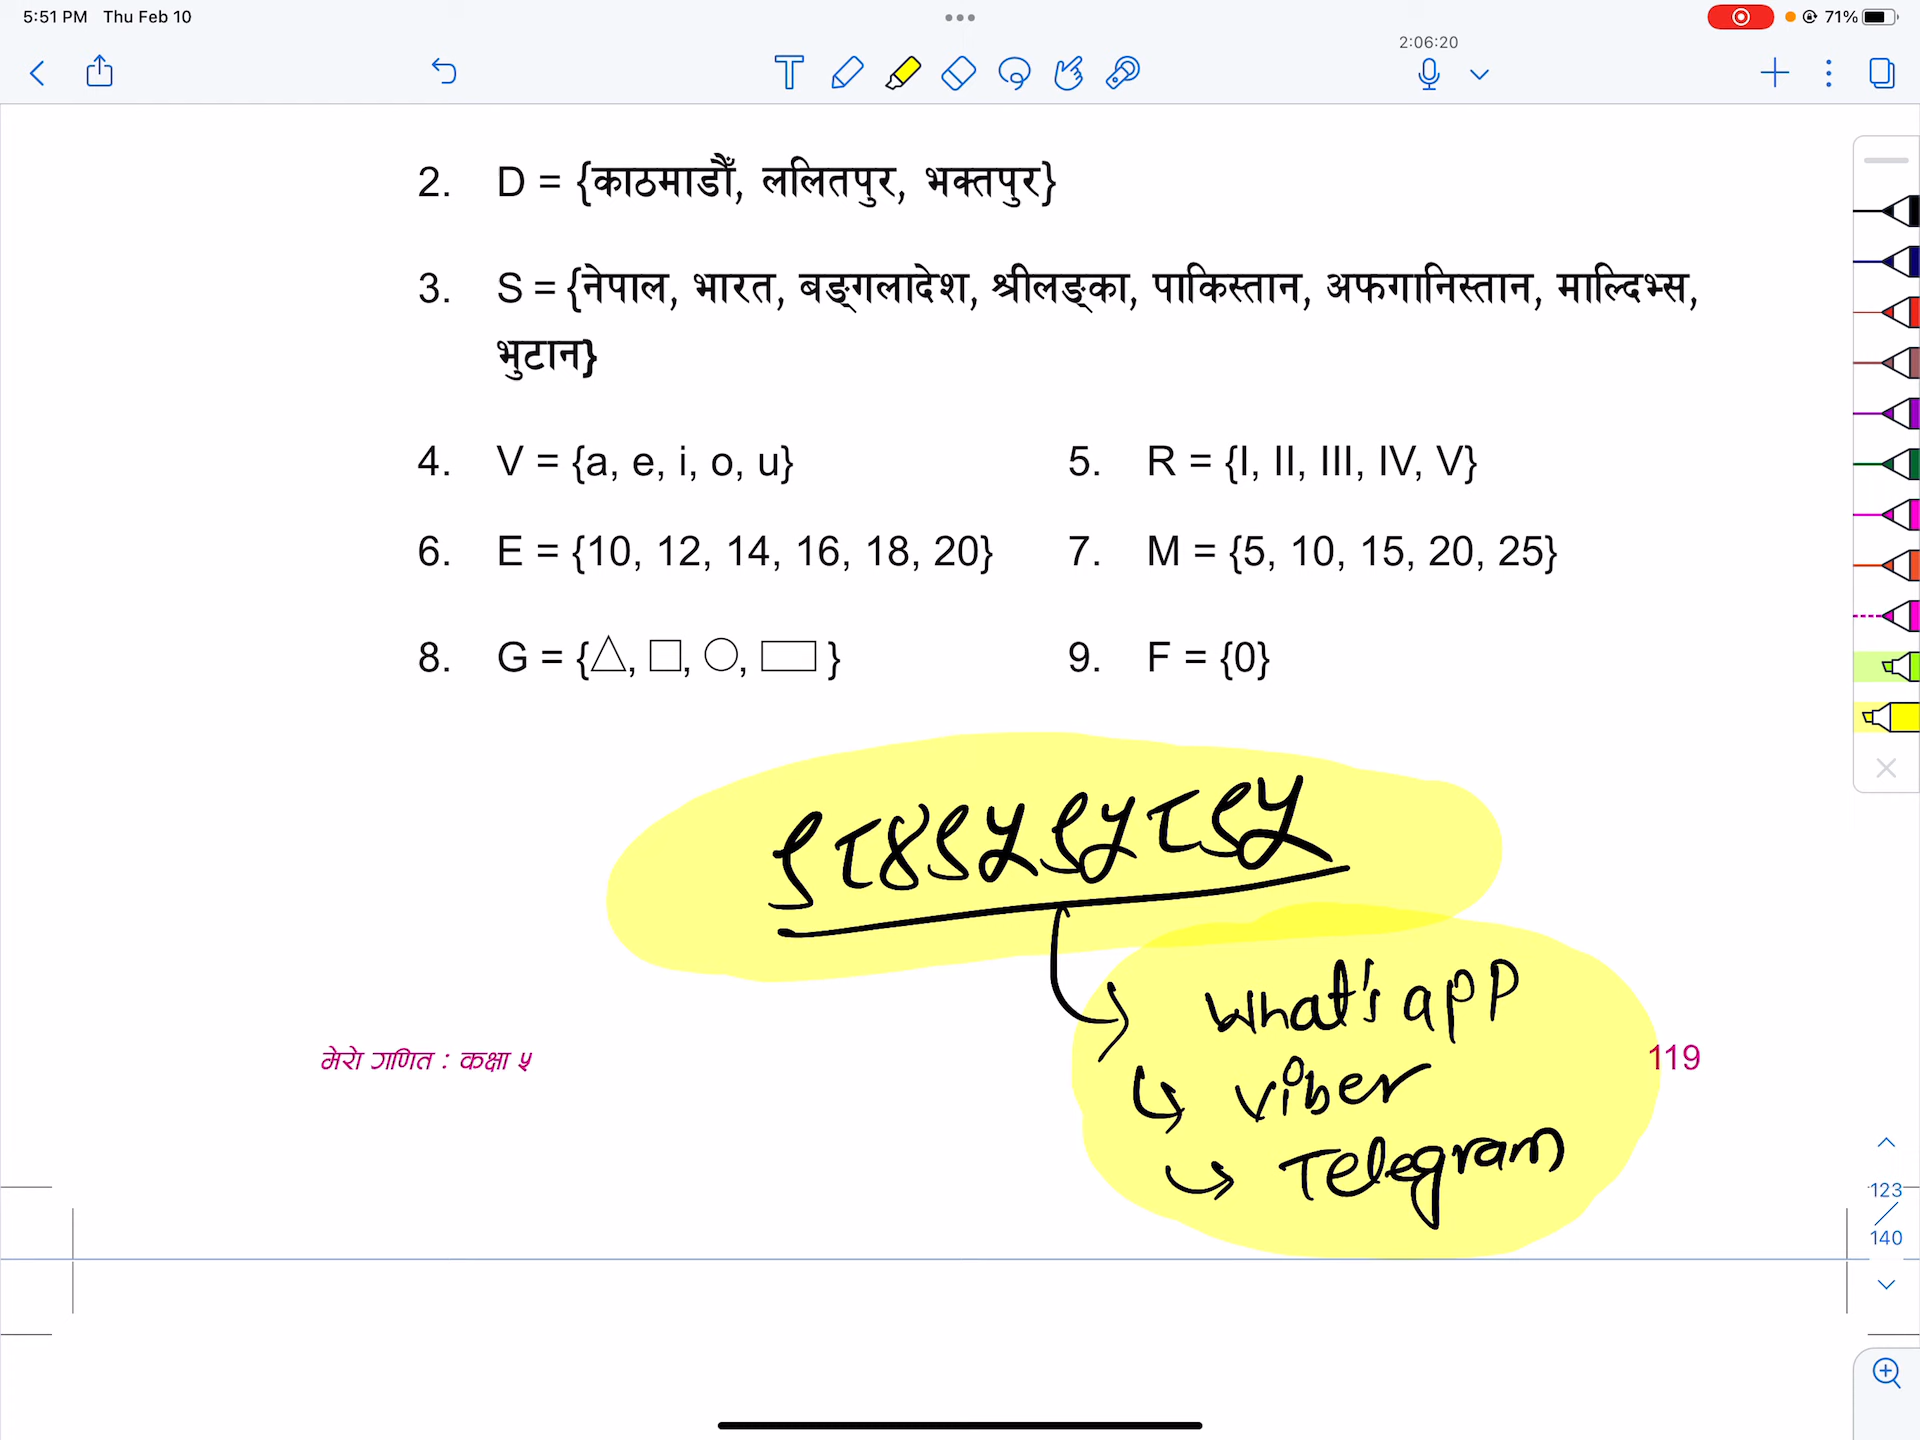 5:51 PM Thu Feb 10
71%
2:06:20
2. D = {काठमाडौँ, ललितपुर, भक्तपुर}
3. S = {नेपाल, भारत, बङ्गलादेश, श्रीलङ्का, पाकिस्तान, अफगानिस्तान, माल्दिभ्स,
भुटान}
4. V = {a, e, i, o, u} 5. R = {I, II, III, IV, V}
6. E = {10, 12, 14, 16, 18, 20} 7. M = {5, 10, 15, 20, 25}
8. G = {△, □, ○, ▭} 9. F = {0}
९८४९५९५८९५
What's app
Viber
Telegram
मेरो गणित : कक्षा ५ 119
123
140